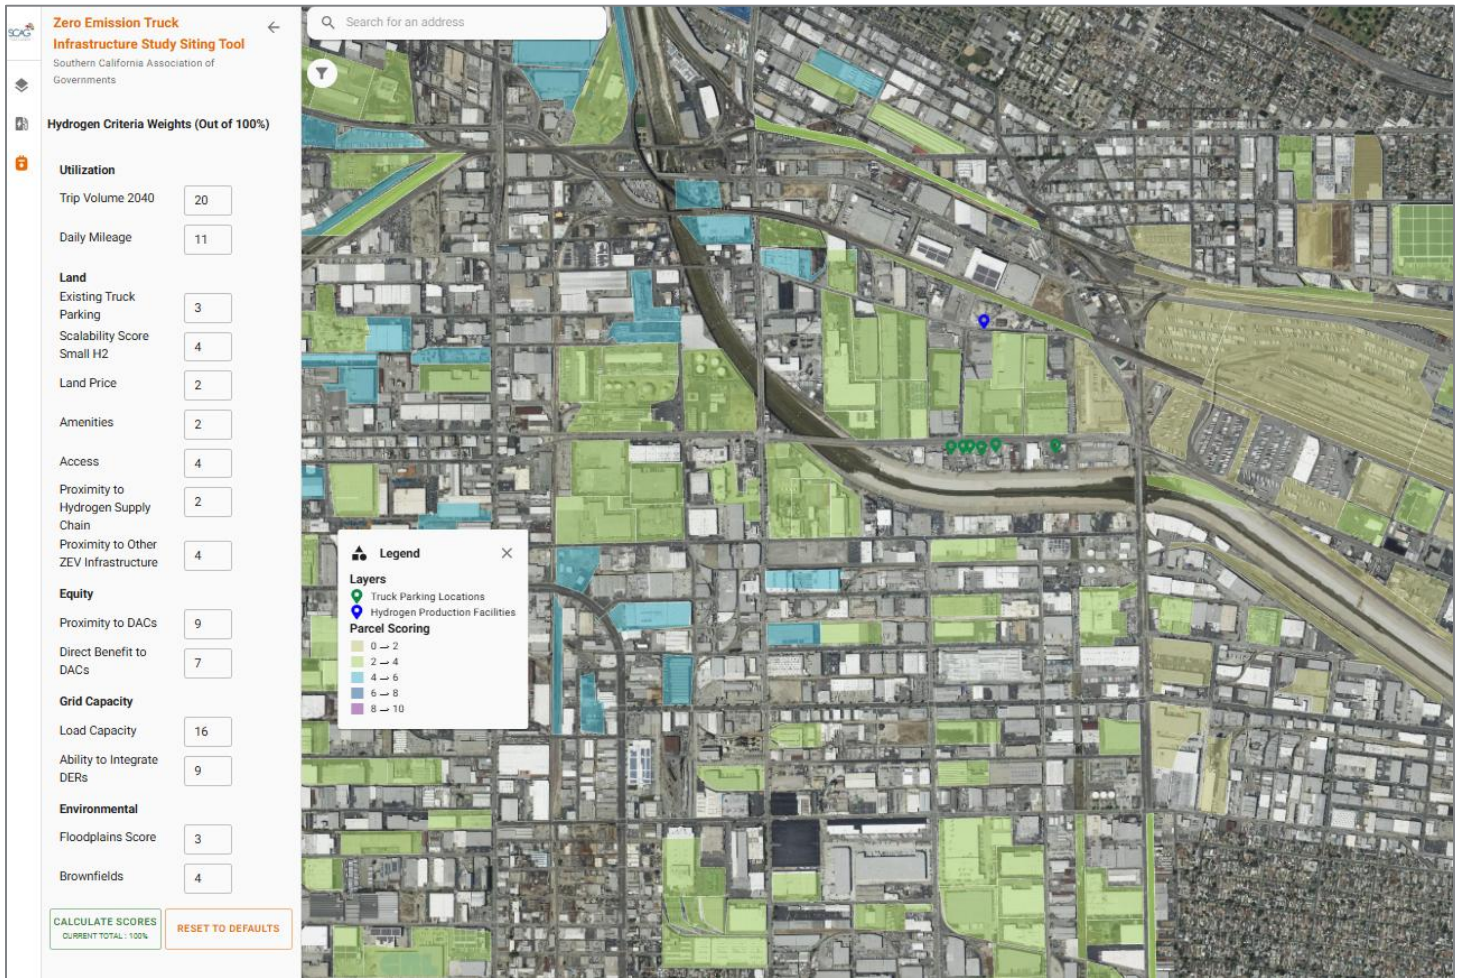 SCAG
Zero Emission Truck
Infrastructure Study Siting Tool
Southern California Association of
Governments
Hydrogen Criteria Weights (Out of 100%)
Utilization
Trip Volume 2040
20
Daily Mileage
11
Land
Existing Truck
Parking
3
Scalability Score
Small H2
4
Land Price
2
Amenities
2
Access
4
Proximity to
Hydrogen Supply
Chain
2
Proximity to Other
ZEV Infrastructure
4
Equity
Proximity to DACs
9
Direct Benefit to
DACs
7
Grid Capacity
Load Capacity
16
Ability to Integrate
DERs
9
Environmental
Floodplains Score
3
Brownfields
4
CALCULATE SCORES
CURRENT TOTAL : 100%
RESET TO DEFAULTS
Search for an address
Legend
Layers
Truck Parking Locations
Hydrogen Production Facilities
Parcel Scoring
0 → 2
2 → 4
4 → 6
6 → 8
8 → 10